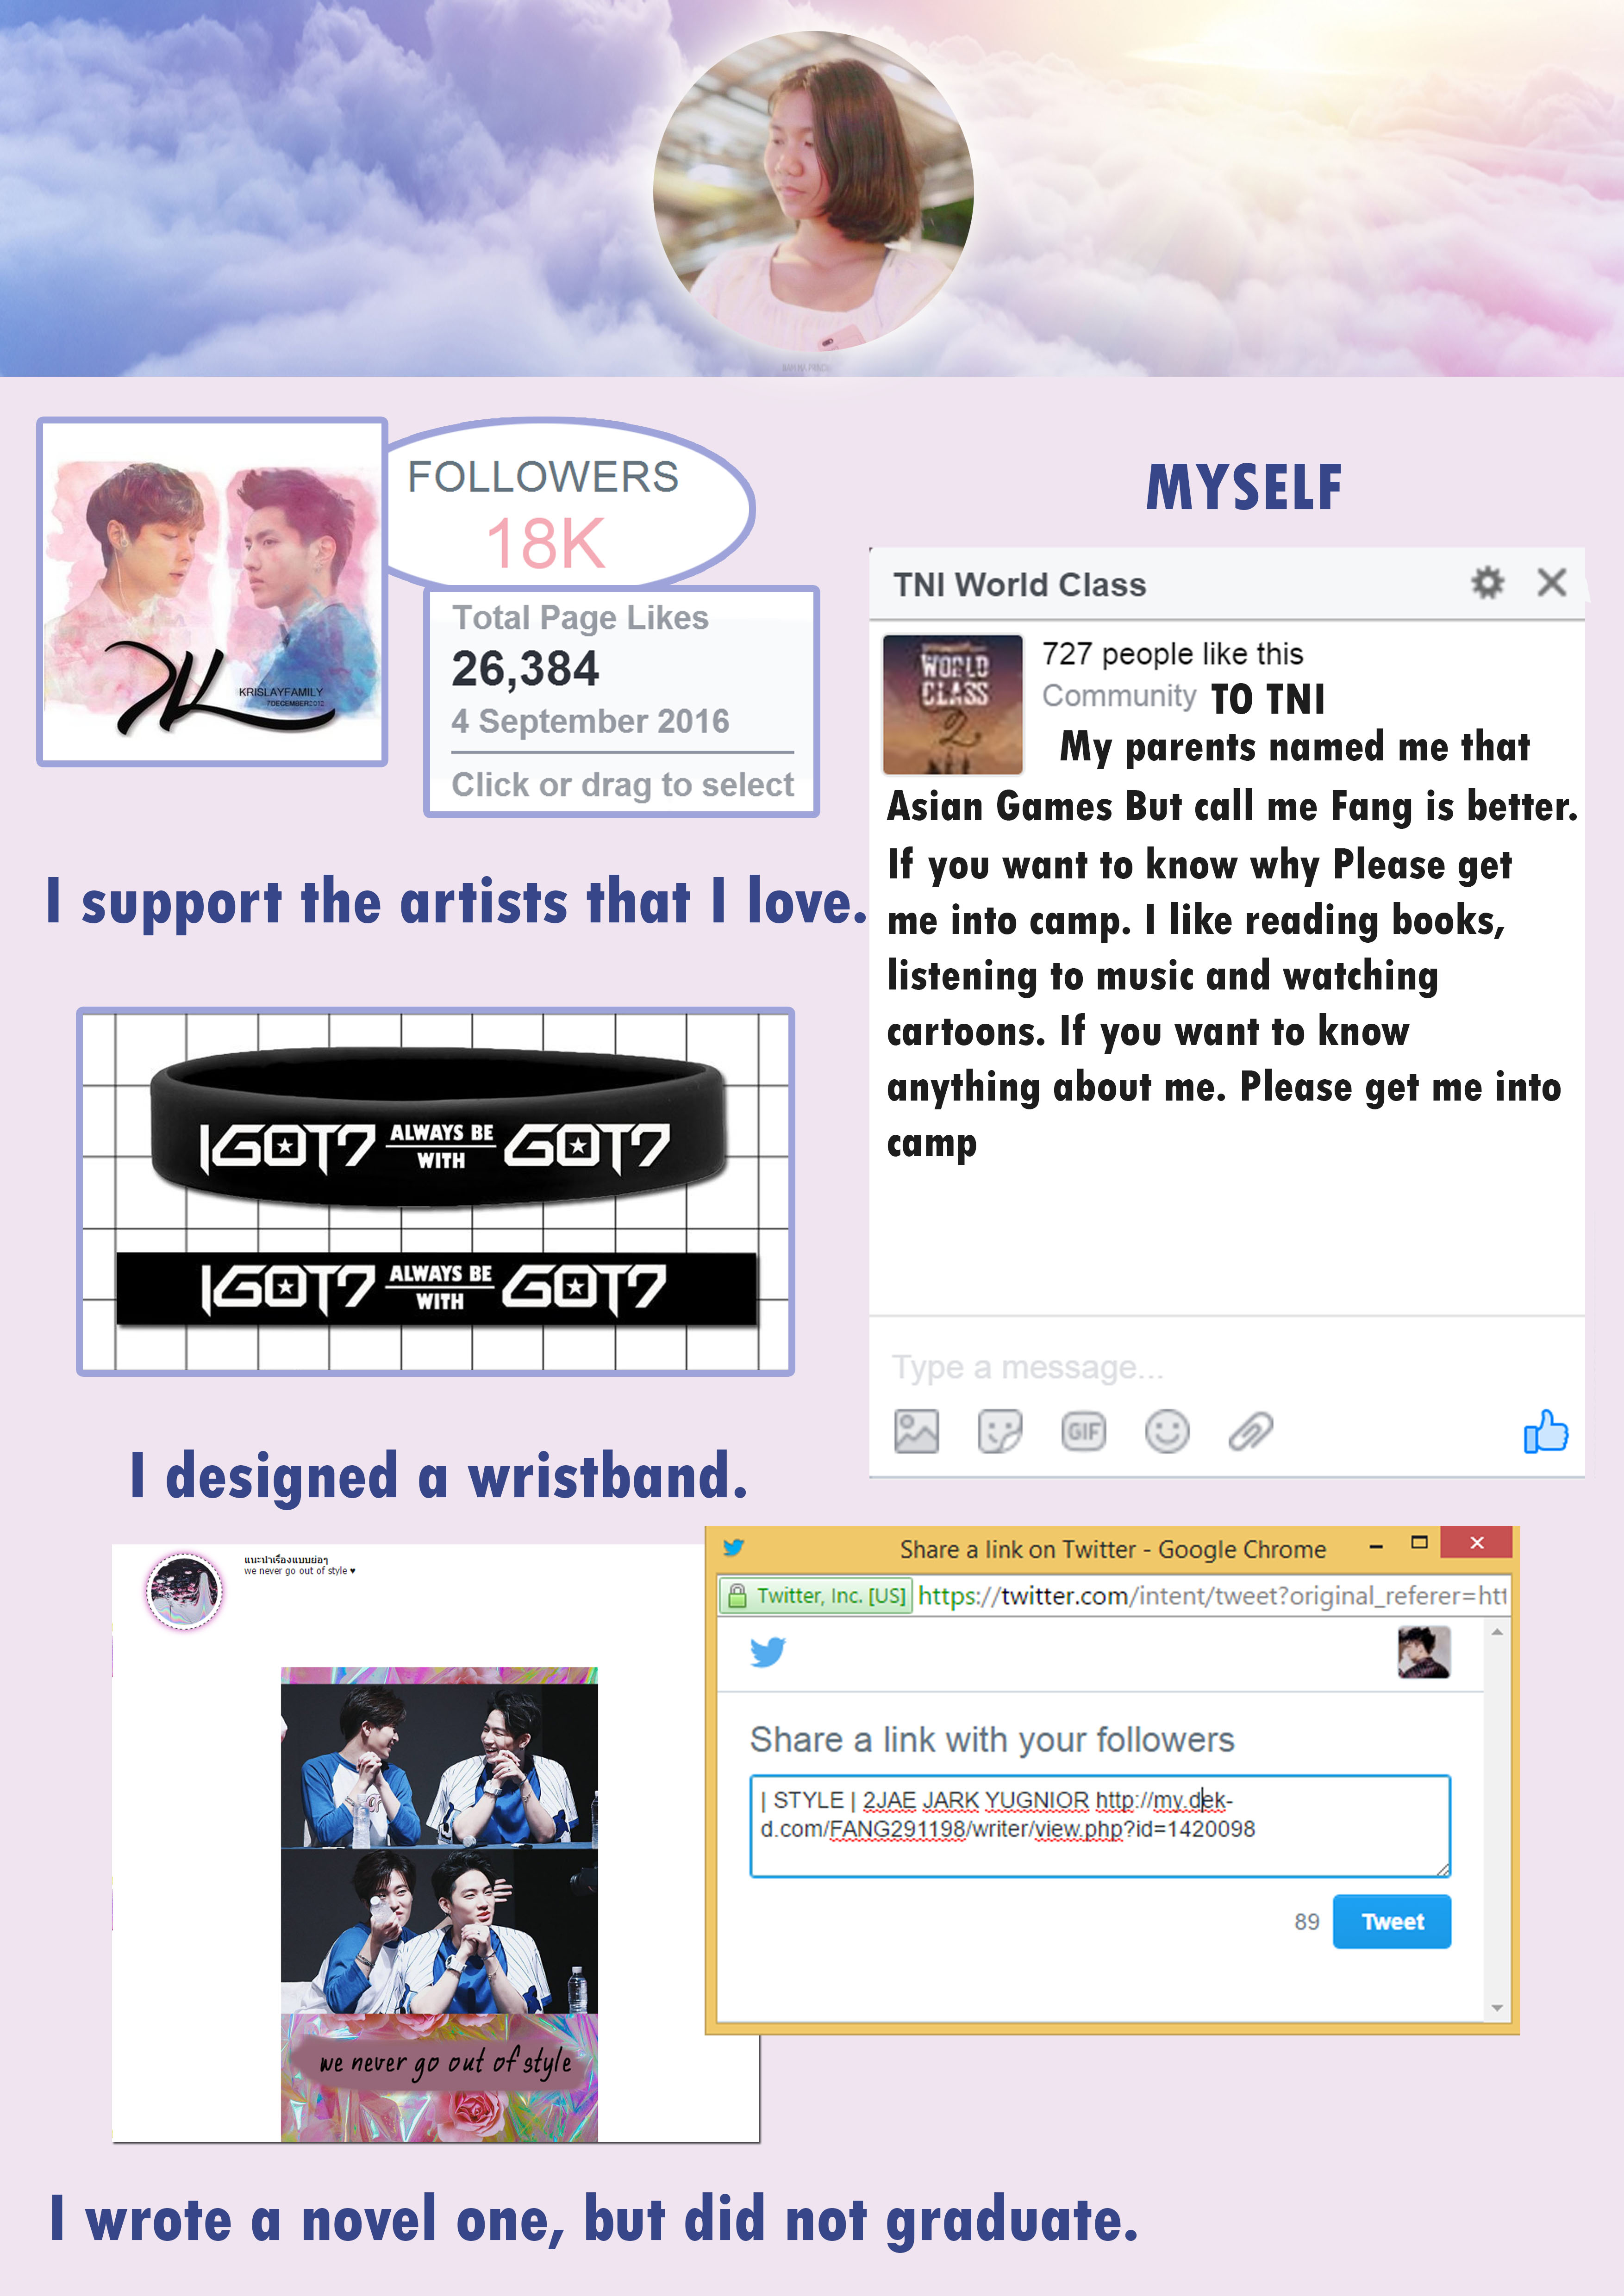 FOLLOWERS
18K
KRISLAYFAMILY
7DECEMBER2012
Total Page Likes
26,384
4 September 2016
Click or drag to select
I support the artists that I love.
IGOT7 ALWAYS BE WITH GOT7
IGOT7 ALWAYS BE WITH GOT7
I designed a wristband.
MYSELF
TNI World Class
WORLD
CLASS
2
727 people like this
Community TO TNI
My parents named me that
Asian Games But call me Fang is better.
If you want to know why Please get
me into camp. I like reading books,
listening to music and watching
cartoons. If you want to know
anything about me. Please get me into
camp
Type a message...
GIF
แนะนำเรื่องแบบย่อๆ
we never go out of style ♥
we never go out of style
Share a link on Twitter - Google Chrome
Twitter, Inc. [US] https://twitter.com/intent/tweet?original_referer=htt
Share a link with your followers
| STYLE | 2JAE JARK YUGNIOR http://my.dek-
d.com/FANG291198/writer/view.php?id=1420098
89 Tweet
I wrote a novel one, but did not graduate.